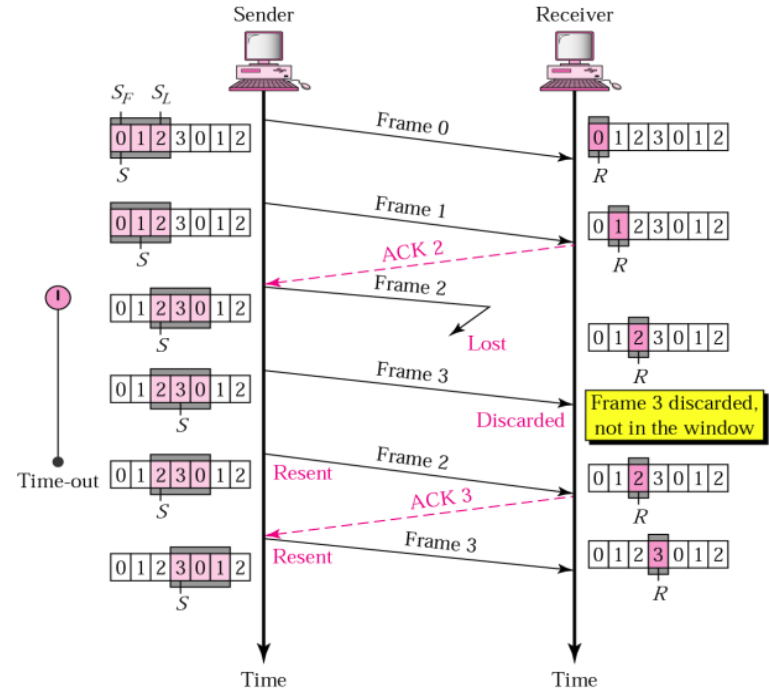 Sender Receiver
S_F S_L
0 1 2 3 0 1 2
S
Frame 0
0 1 2 3 0 1 2
R
0 1 2 3 0 1 2
S
Frame 1
0 1 2 3 0 1 2
R
ACK 2
0 1 2 3 0 1 2
S
Frame 2
Lost
0 1 2 3 0 1 2
R
0 1 2 3 0 1 2
S
Frame 3
Discarded
Frame 3 discarded,
not in the window
Time-out
0 1 2 3 0 1 2
S
Resent
Frame 2
0 1 2 3 0 1 2
R
ACK 3
0 1 2 3 0 1 2
S
Resent
Frame 3
0 1 2 3 0 1 2
R
Time Time